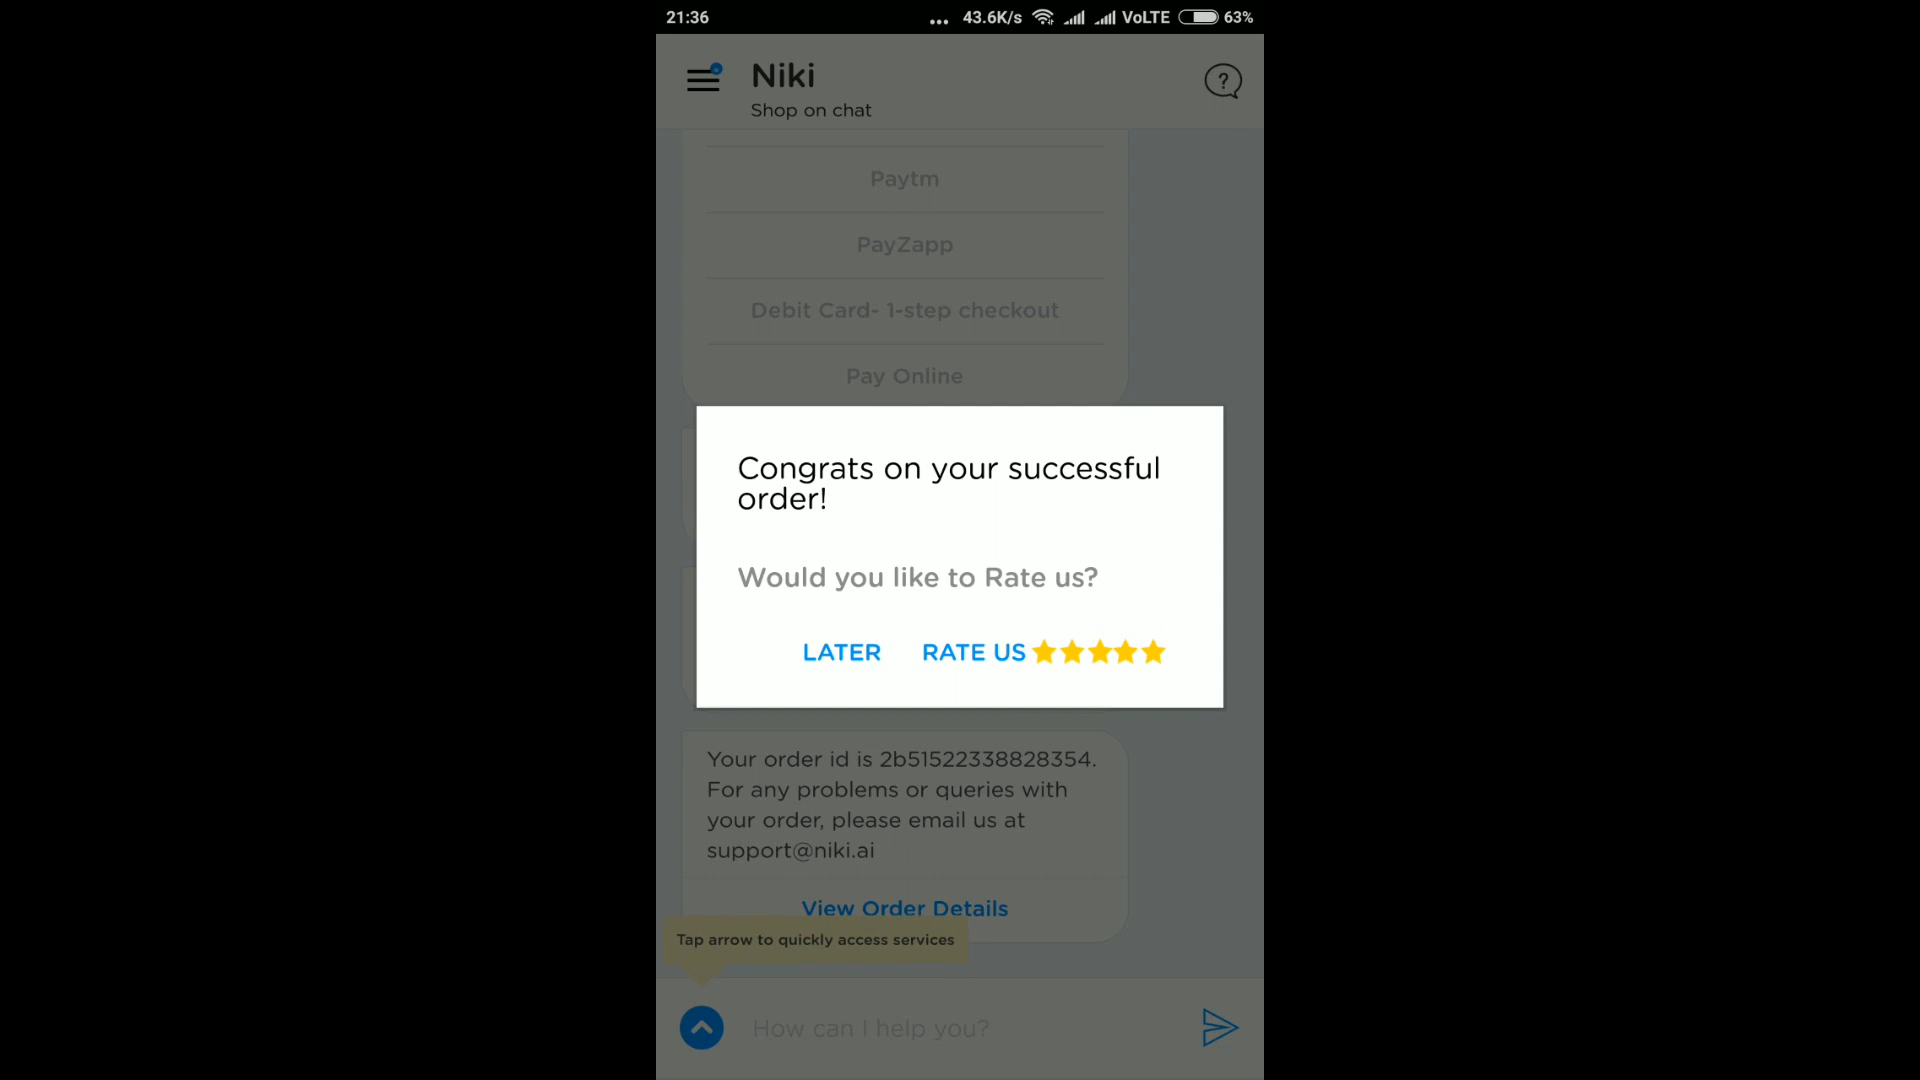 21:36 ... 43.6K/s VoLTE 63%
Niki
Shop on chat
?
Paytm
PayZapp
Debit Card- 1-step checkout
Pay Online
Congrats on your successful
order!
Would you like to Rate us?
LATER RATE US
Your order id is 2b51522338828354.
For any problems or queries with
your order, please email us at
support@niki.ai
View Order Details
Tap arrow to quickly access services
How can I help you?